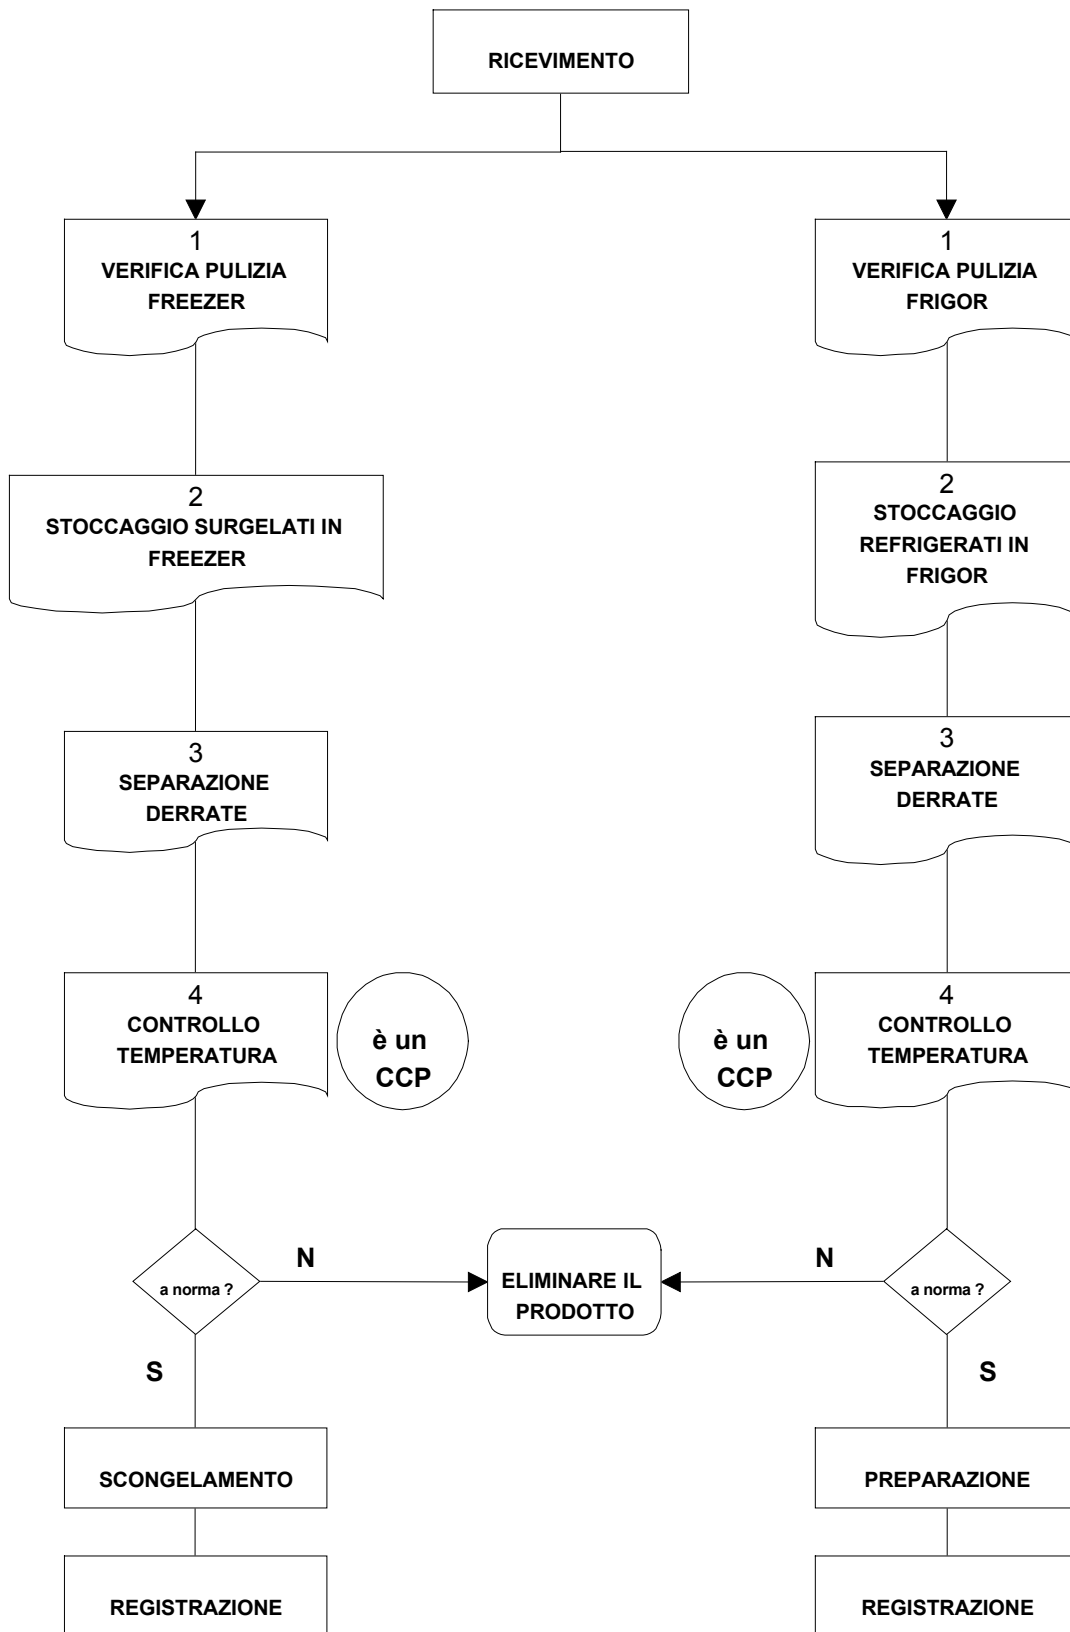 RICEVIMENTO
1
VERIFICA PULIZIA
FREEZER
1
VERIFICA PULIZIA
FRIGOR
2
STOCCAGGIO SURGELATI IN
FREEZER
2
STOCCAGGIO
REFRIGERATI IN
FRIGOR
3
SEPARAZIONE
DERRATE
3
SEPARAZIONE
DERRATE
4
CONTROLLO
TEMPERATURA
è un
CCP
è un
CCP
4
CONTROLLO
TEMPERATURA
a norma ?
N
ELIMINARE IL
PRODOTTO
N
a norma ?
S
S
SCONGELAMENTO
PREPARAZIONE
REGISTRAZIONE
REGISTRAZIONE